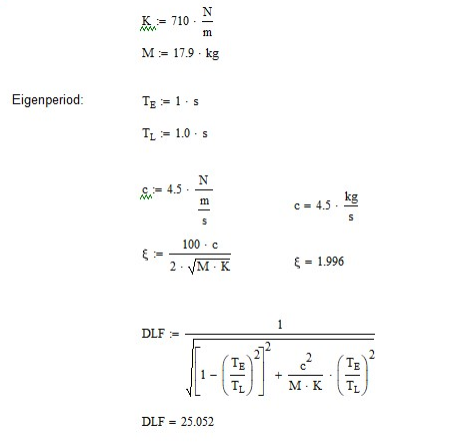 K := 710 · N/m
M := 17.9 · kg
Eigenperiod: T_E := 1 · s
T_L := 1.0 · s
c := 4.5 · N/(m/s) c = 4.5 · kg/s
ξ := (100 · c)/(2 · √(M · K)) ξ = 1.996
DLF := 1/√([1 − (T_E/T_L)^2]^2 + c^2/(M · K) · (T_E/T_L)^2)
DLF = 25.052